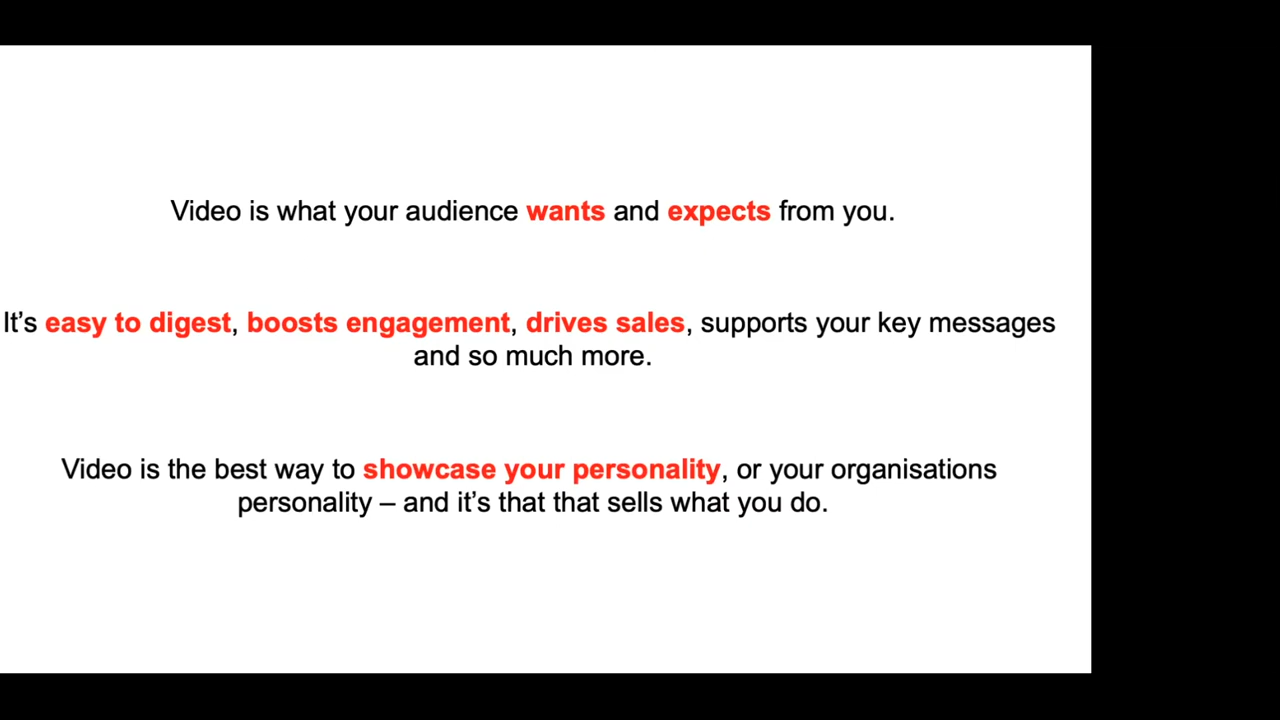 Video is what your audience wants and expects from you.
It’s easy to digest, boosts engagement, drives sales, supports your key messages
and so much more.
Video is the best way to showcase your personality, or your organisations
personality – and it’s that that sells what you do.